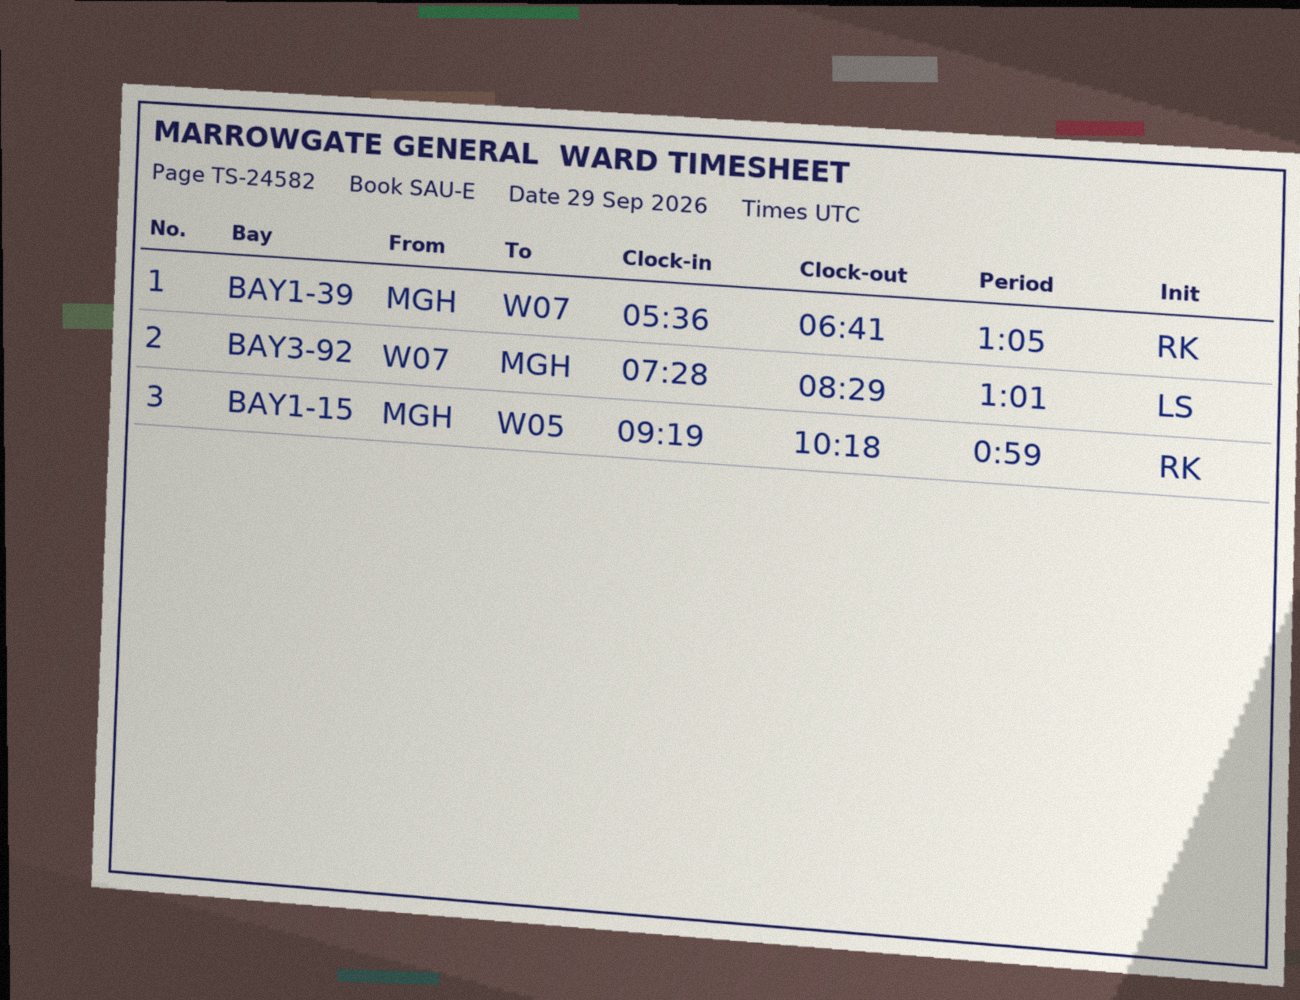 MARROWGATE GENERAL WARD TIMESHEET
Page TS-24582 Book SAU-E Date 29 Sep 2026 Times UTC
No. Bay From To Clock-in Clock-out Period Init
1 BAY1-39 MGH W07 05:36 06:41 1:05 RK
2 BAY3-92 W07 MGH 07:28 08:29 1:01 LS
3 BAY1-15 MGH W05 09:19 10:18 0:59 RK